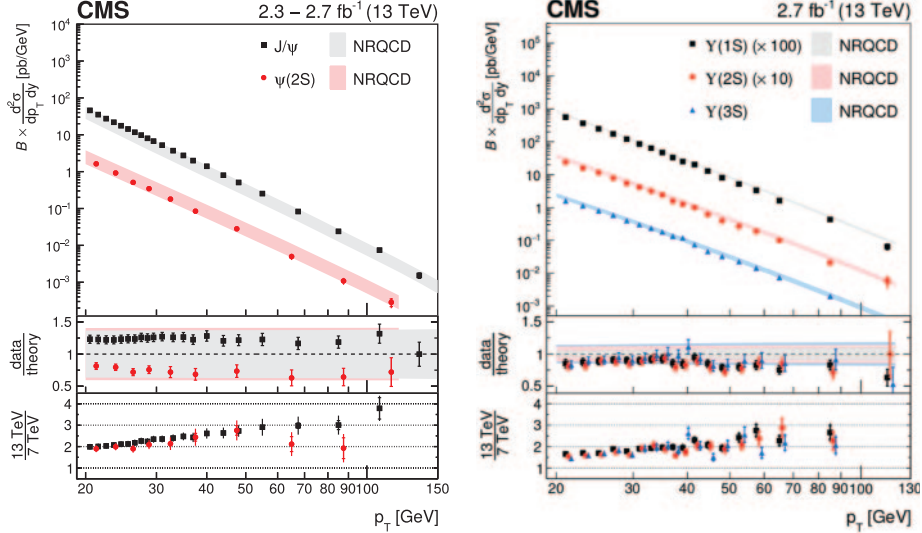 CMS 2.3 – 2.7 fb⁻¹ (13 TeV)
B × d²σ / dp_T dy [pb/GeV]
10⁴
10³
10²
10
1
10⁻¹
10⁻²
10⁻³
J/ψ NRQCD
ψ(2S) NRQCD
data / theory
1.5
1
0.5
13 TeV / 7 TeV
4
3
2
1
20 30 40 50 60 70 8090100 150
p_T [GeV]
CMS 2.7 fb⁻¹ (13 TeV)
B × d²σ / dp_T dy [pb/GeV]
10⁵
10⁴
10³
10²
10
1
10⁻¹
10⁻²
10⁻³
Υ(1S) (× 100) NRQCD
Υ(2S) (× 10) NRQCD
Υ(3S) NRQCD
data / theory
1.5
1
0.5
13 TeV / 7 TeV
4
3
2
1
20 30 40 50 60 70 8090100 130
p_T [GeV]